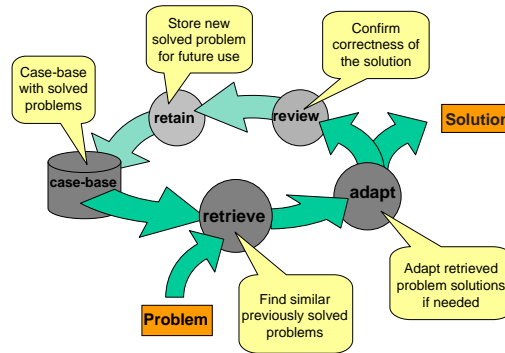 Store new
solved problem
for future use
Confirm
correctness of
the solution
Case-base
with solved
problems
retain
review
Solution
case-base
retrieve
adapt
Problem
Find similar
previously solved
problems
Adapt retrieved
problem solutions
if needed